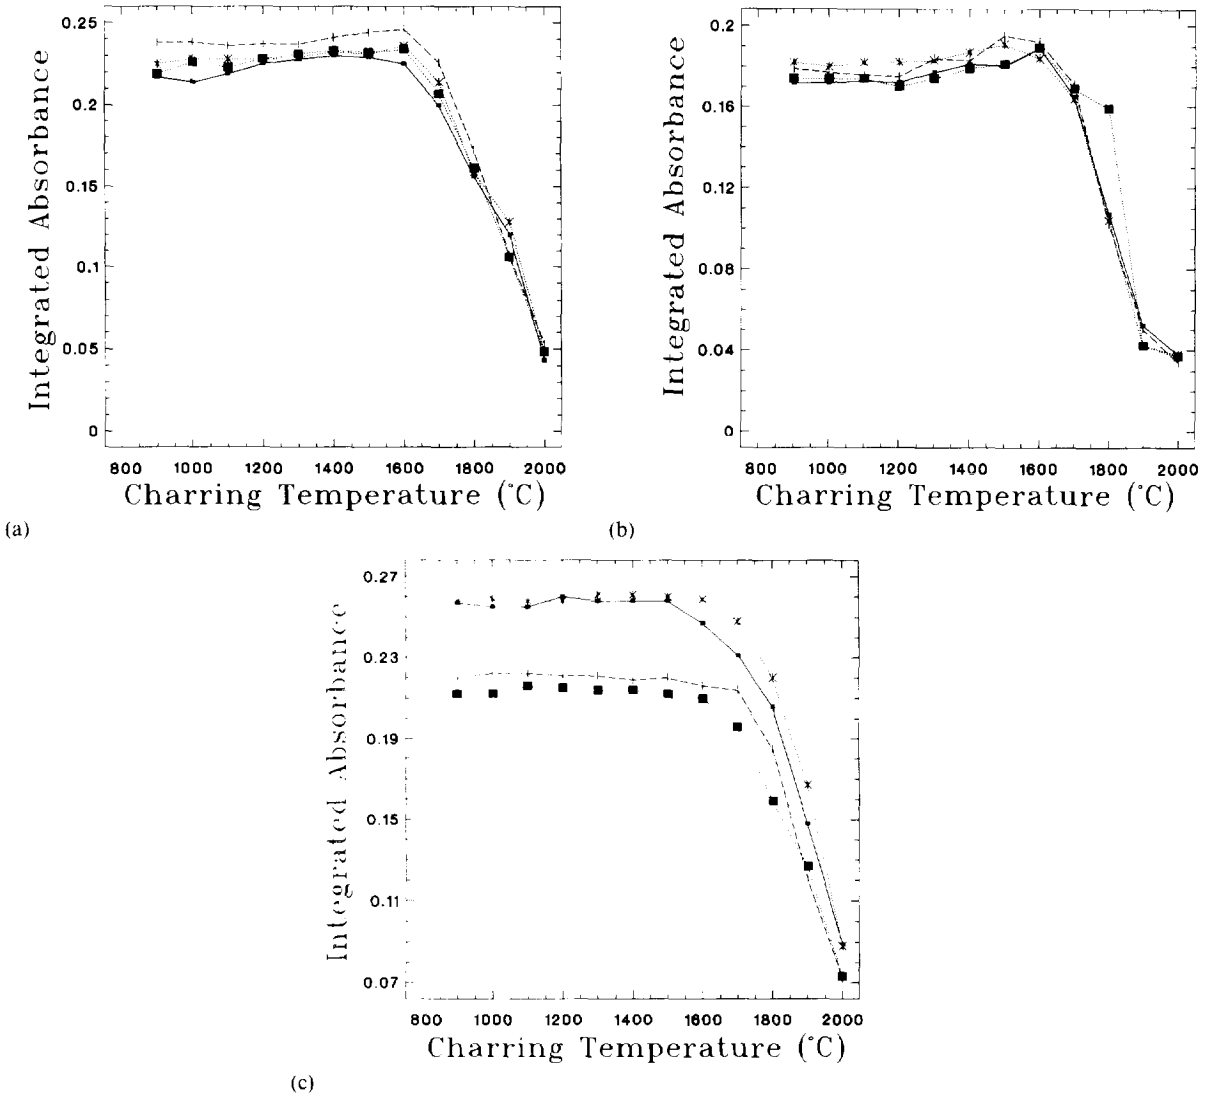 0.25
0.2
0.15
0.1
0.05
0
Integrated Absorbance
800 1000 1200 1400 1600 1800 2000
Charring Temperature (°C)
(a)
0.2
0.16
0.12
0.08
0.04
0
Integrated Absorbance
800 1000 1200 1400 1600 1800 2000
Charring Temperature (°C)
(b)
0.27
0.23
0.19
0.15
0.11
0.07
Integrated Absorbance
800 1000 1200 1400 1600 1800 2000
Charring Temperature (°C)
(c)